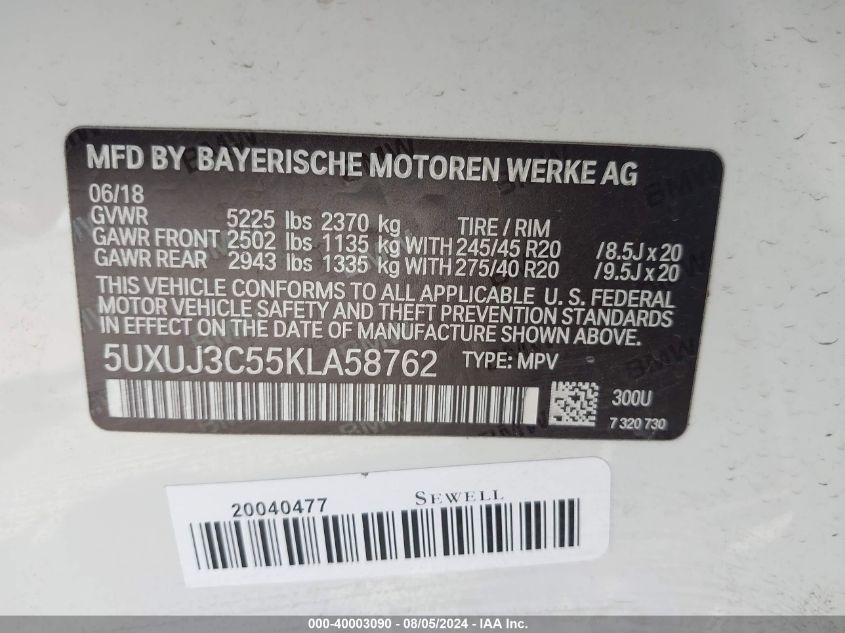 MFD BY BAYERISCHE MOTOREN WERKE AG
06/18
GVWR 5225 lbs 2370 kg TIRE / RIM
GAWR FRONT 2502 lbs 1135 kg WITH 245/45 R20 /8.5J x 20
GAWR REAR 2943 lbs 1335 kg WITH 275/40 R20 /9.5J x 20
THIS VEHICLE CONFORMS TO ALL APPLICABLE U. S. FEDERAL
MOTOR VEHICLE SAFETY AND THEFT PREVENTION STANDARDS
IN EFFECT ON THE DATE OF MANUFACTURE SHOWN ABOVE.
5UXUJ3C55KLA58762 TYPE: MPV
300U
7 320 730
20040477 SEWELL
000-40003090 - 08/05/2024 - IAA Inc.